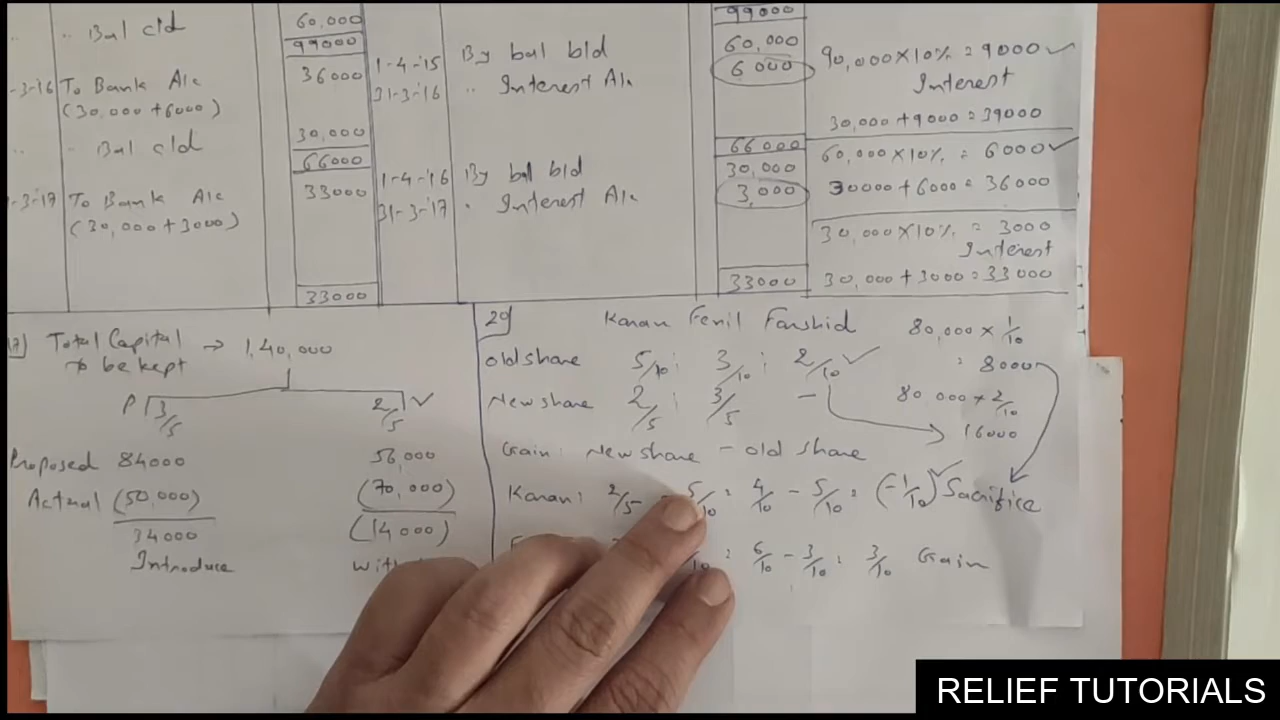 99000
.. .. Bal c/d 60,000
99000
60,000
1-4-'15 By bal b/d
-3-16 To Bank A/c 36000
31-3-'16 .. Interest A/c 6000
(30,000+6000)
.. .. Bal c/d 30,000
66000
66000
1-4-'16 By bal b/d 30,000
-3-'17 To Bank A/c 33000
31-3-'17 " Interest A/c 3,000
(30,000+3000)
33000
33000
90,000×10% = 9000 ✓
Interest
30,000+9000=39000
60,000×10% = 6000 ✓
30000+6000=36000
30,000×10% = 3000
Interest
30,000+3000=33000
Total Capital → 1,40,000
to be kept
P 3/5 2/5 ✓
Proposed 84000 56,000
Actual (50,000) (70,000)
34000 (14000)
Introduce
29) Karan Fenil Farshid
old share 5/10 : 3/10 : 2/10 ✓
New share 2/5 : 3/5 –
80,000 × 1/10
= 8000
80 000 × 2/10
16000
Gain: New share – old share
Karan: 2/5 – 5/10 = 4/10 – 5/10 = (-1/10) ✓ Sacrifice
/10 = 6/10 – 3/10 = 3/10 Gain
RELIEF TUTORIALS